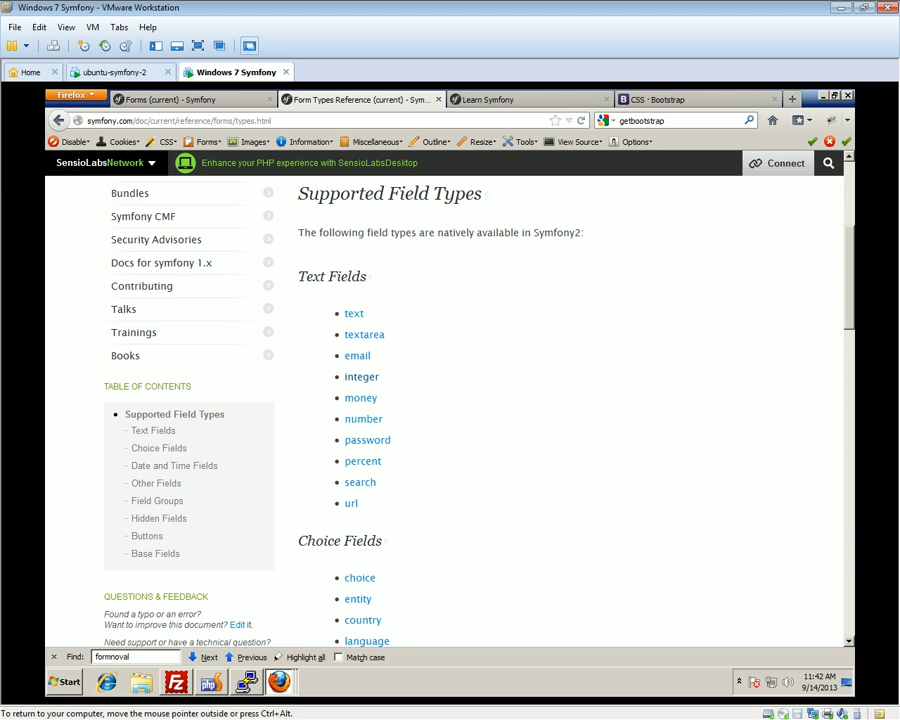 Windows 7 Symfony - VMware Workstation
File Edit View VM Tabs Help
Home ubuntu-symfony-2 Windows 7 Symfony
Firefox Forms (current) - Symfony Form Types Reference (current) - Sym... Learn Symfony CSS · Bootstrap
symfony.com/doc/current/reference/forms/types.html getbootstrap
Disable Cookies CSS Forms Images Information Miscellaneous Outline Resize Tools View Source Options
SensioLabsNetwork Enhance your PHP experience with SensioLabsDesktop Connect
Bundles
Symfony CMF
Security Advisories
Docs for symfony 1.x
Contributing
Talks
Trainings
Books
TABLE OF CONTENTS
Supported Field Types
- Text Fields
- Choice Fields
- Date and Time Fields
- Other Fields
- Field Groups
- Hidden Fields
- Buttons
- Base Fields
QUESTIONS & FEEDBACK
Found a typo or an error?
Want to improve this document? Edit it.
Need support or have a technical question?
Supported Field Types
The following field types are natively available in Symfony2:
Text Fields
text
textarea
email
integer
money
number
password
percent
search
url
Choice Fields
choice
entity
country
language
Find: formnoval Next Previous Highlight all Match case
Start 11:42 AM
9/14/2013
To return to your computer, move the mouse pointer outside or press Ctrl+Alt.